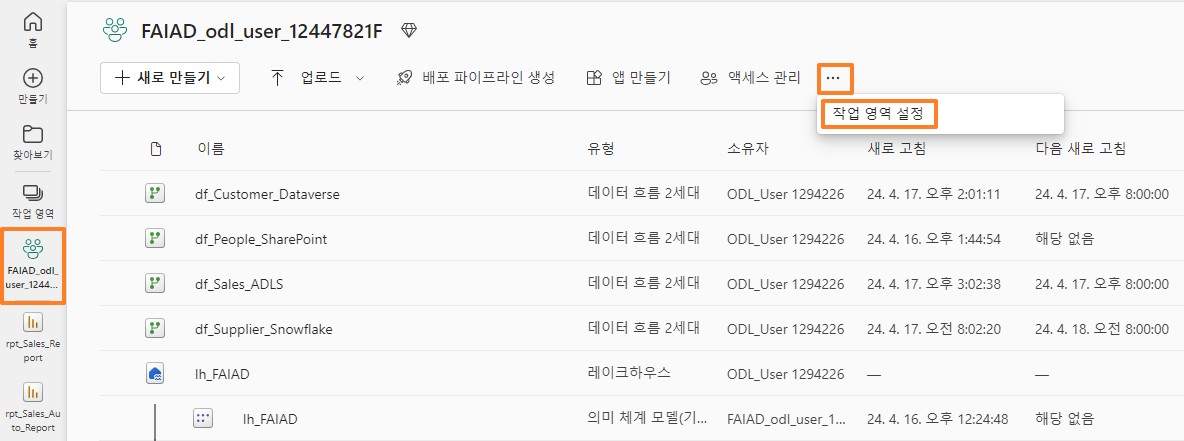 홈
만들기
찾아보기
작업 영역
FAIAD_odl_
user_1244...
rpt_Sales_Re
port
rpt_Sales_Au
to_Report
FAIAD_odl_user_12447821F
새로 만들기
업로드
배포 파이프라인 생성
앱 만들기
액세스 관리
...
작업 영역 설정
이름 유형 소유자 새로 고침 다음 새로 고침
df_Customer_Dataverse 데이터 흐름 2세대 ODL_User 1294226 24. 4. 17. 오후 2:01:11 24. 4. 17. 오후 8:00:00
df_People_SharePoint 데이터 흐름 2세대 ODL_User 1294226 24. 4. 16. 오후 1:44:54 해당 없음
df_Sales_ADLS 데이터 흐름 2세대 ODL_User 1294226 24. 4. 17. 오후 3:02:38 24. 4. 17. 오후 8:00:00
df_Supplier_Snowflake 데이터 흐름 2세대 ODL_User 1294226 24. 4. 17. 오전 8:02:20 24. 4. 18. 오전 8:00:00
lh_FAIAD 레이크하우스 ODL_User 1294226 — —
lh_FAIAD 의미 체계 모델(기... FAIAD_odl_user_1... 24. 4. 16. 오후 12:24:48 해당 없음